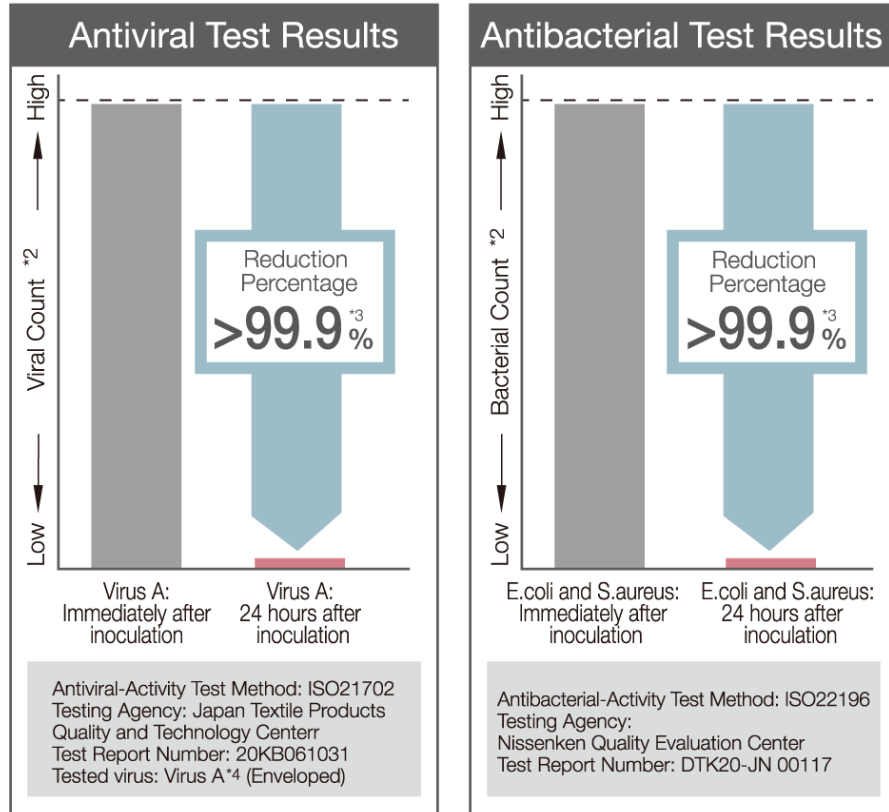 Antiviral Test Results
High
Viral Count *2
Low
Reduction
Percentage
>99.9 *3 %
Virus A:
Immediately after
inoculation
Virus A:
24 hours after
inoculation
Antiviral-Activity Test Method: ISO21702
Testing Agency: Japan Textile Products
Quality and Technology Centerr
Test Report Number: 20KB061031
Tested virus: Virus A*4 (Enveloped)
Antibacterial Test Results
High
Bacterial Count *2
Low
Reduction
Percentage
>99.9 *3 %
E.coli and S.aureus:
Immediately after
inoculation
E.coli and S.aureus:
24 hours after
inoculation
Antibacterial-Activity Test Method: ISO22196
Testing Agency:
Nissenken Quality Evaluation Center
Test Report Number: DTK20-JN 00117